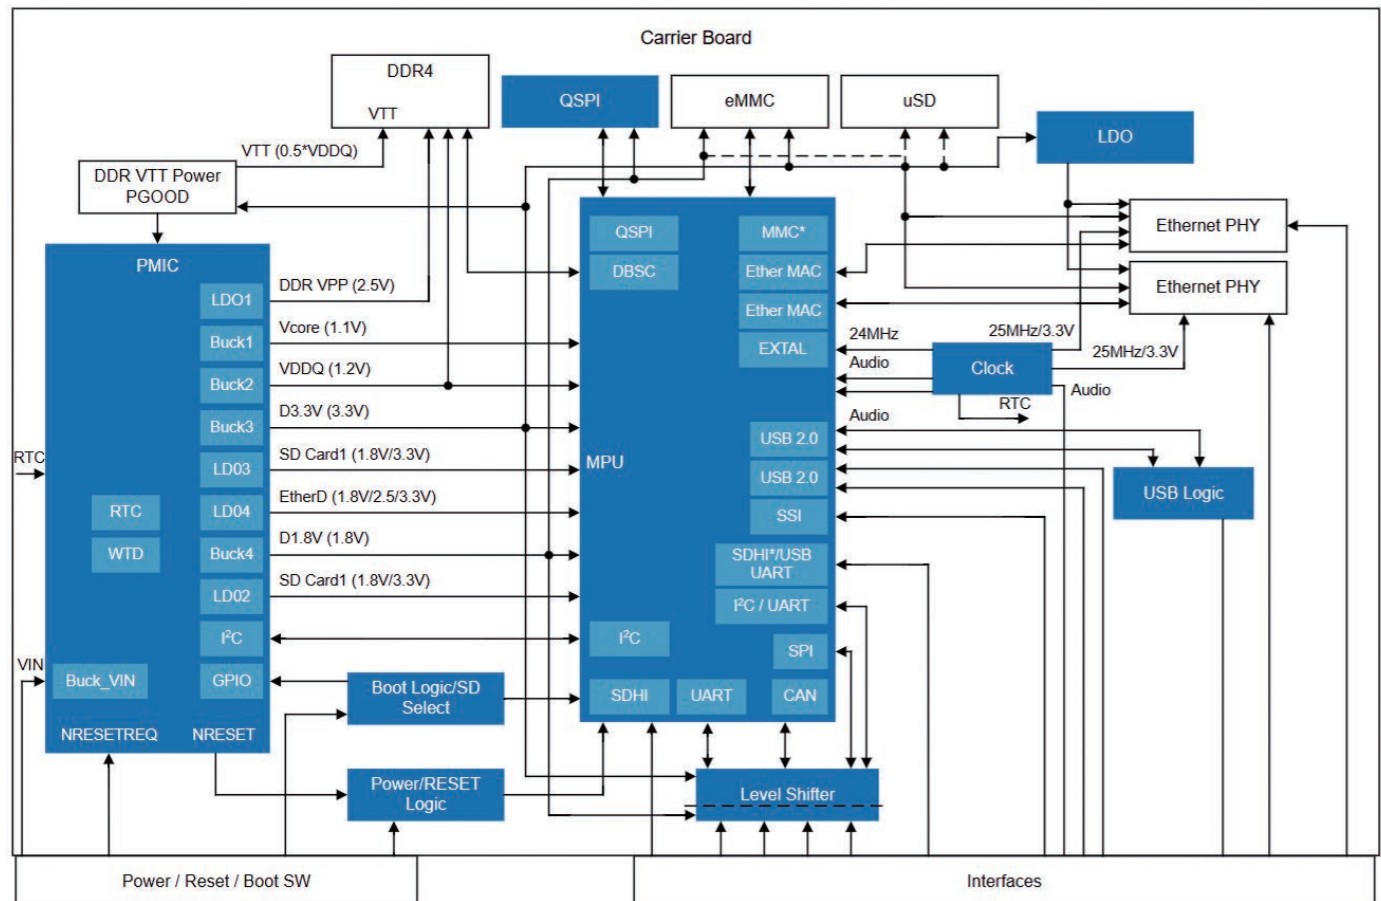 Carrier Board
DDR4
VTT
QSPI
eMMC
uSD
LDO
VTT (0.5*VDDQ)
DDR VTT Power
PGOOD
Ethernet PHY
Ethernet PHY
PMIC
LDO1
Buck1
Buck2
Buck3
LD03
LD04
Buck4
LD02
I²C
GPIO
RTC
WTD
Buck_VIN
NRESETREQ
NRESET
RTC
VIN
DDR VPP (2.5V)
Vcore (1.1V)
VDDQ (1.2V)
D3.3V (3.3V)
SD Card1 (1.8V/3.3V)
EtherD (1.8V/2.5/3.3V)
D1.8V (1.8V)
SD Card1 (1.8V/3.3V)
MPU
QSPI
DBSC
MMC*
Ether MAC
Ether MAC
EXTAL
USB 2.0
USB 2.0
SSI
SDHI*/USB
UART
I²C / UART
SPI
I²C
SDHI
UART
CAN
24MHz
Audio
Audio
Clock
25MHz/3.3V
25MHz/3.3V
Audio
RTC
USB Logic
Boot Logic/SD
Select
Power/RESET
Logic
Level Shifter
Power / Reset / Boot SW
Interfaces